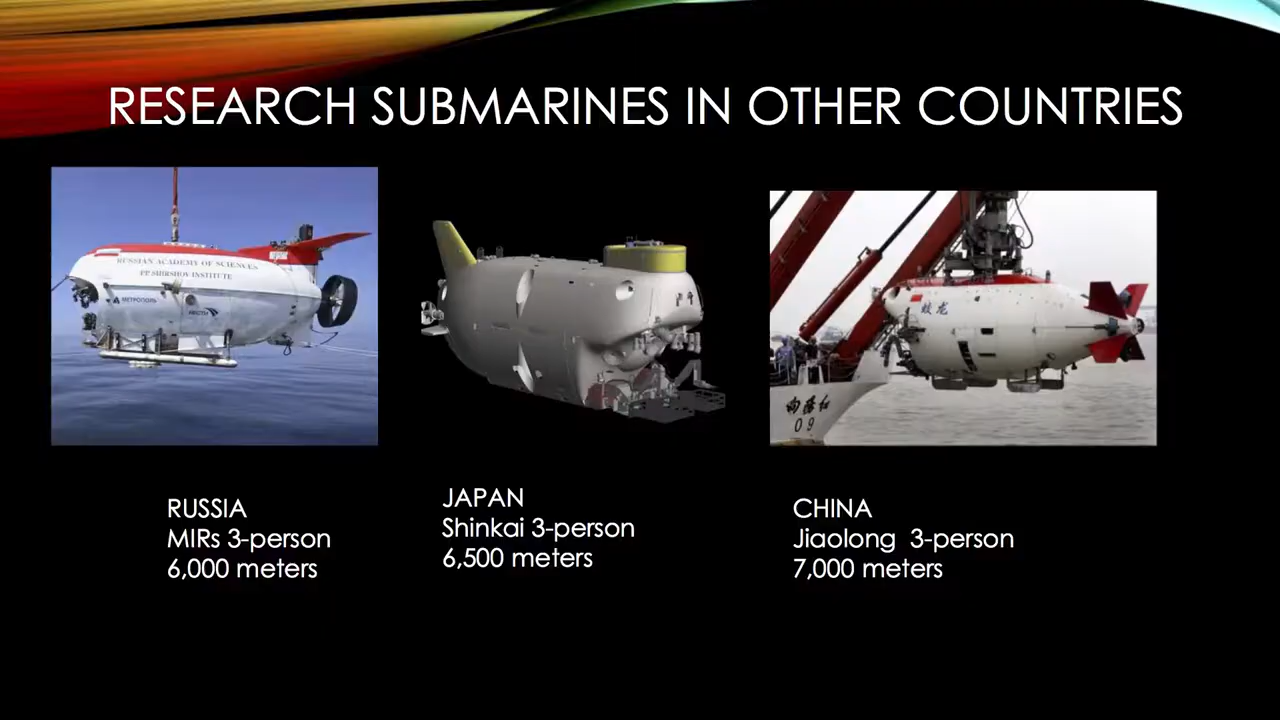 RESEARCH SUBMARINES IN OTHER COUNTRIES
RUSSIAN ACADEMY OF SCIENCES
P.P. SHIRSHOV INSTITUTE
МЕТРОПОЛЬ
蛟龙
向阳红
09
RUSSIA
MIRs 3-person
6,000 meters
JAPAN
Shinkai 3-person
6,500 meters
CHINA
Jiaolong 3-person
7,000 meters